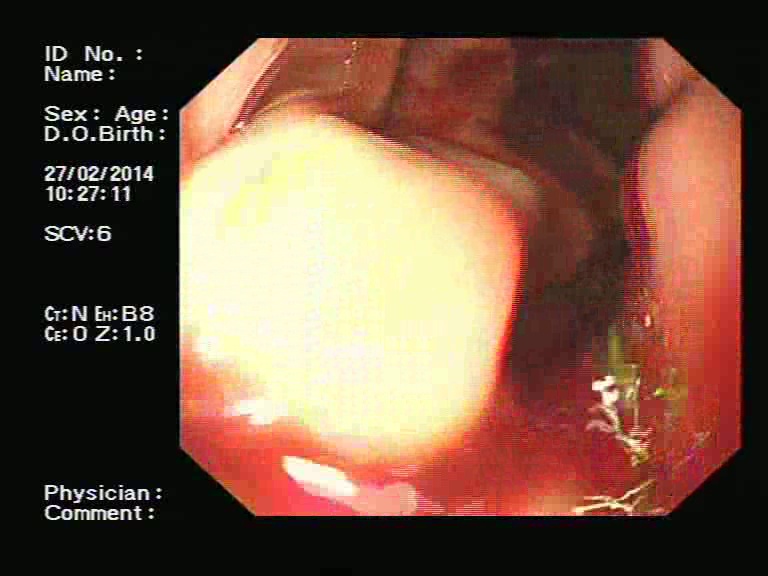 ID No. :
Name :
Sex : Age :
D.O.Birth :
27/02/2014
10:27:11
SCV:6
CT:N EH:B8
CE:0 Z:1.0
Physician :
Comment :